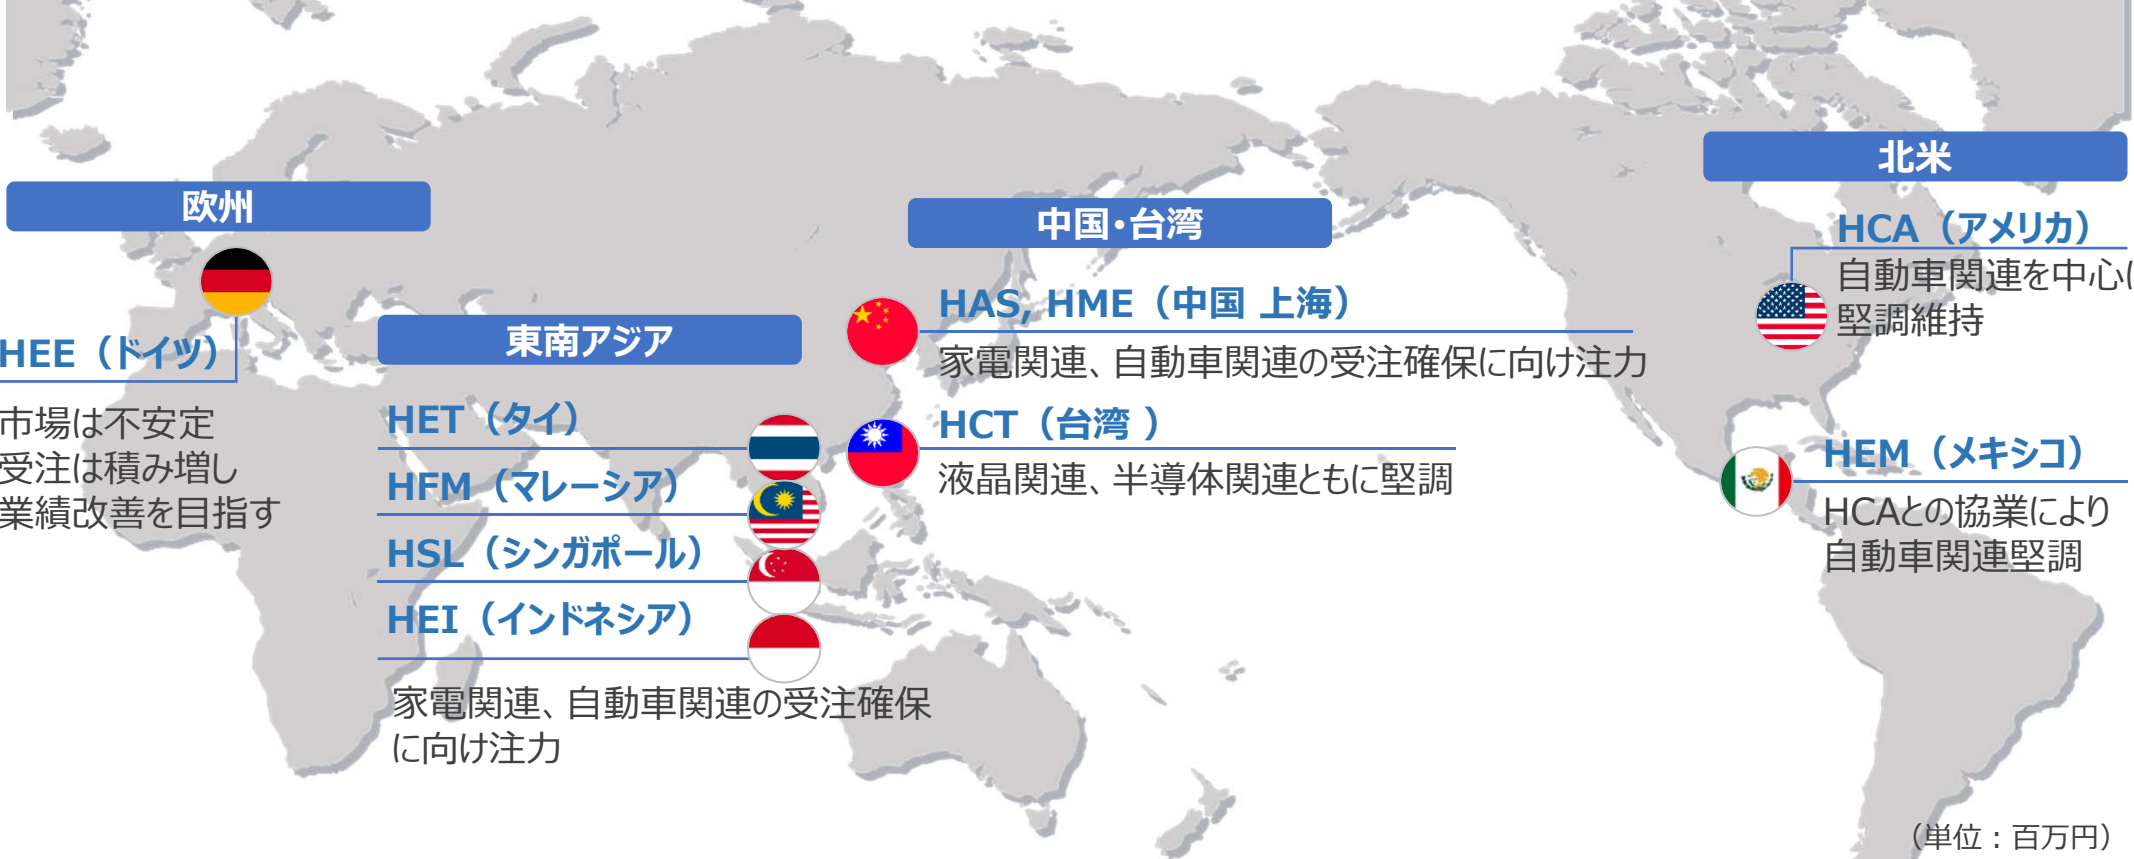 欧州
HEE（ドイツ）
市場は不安定
受注は積み増し
業績改善を目指す
東南アジア
HET（タイ）
HFM（マレーシア）
HSL（シンガポール）
HEI（インドネシア）
家電関連、自動車関連の受注確保
に向け注力
中国・台湾
HAS, HME（中国 上海）
家電関連、自動車関連の受注確保に向け注力
HCT（台湾 ）
液晶関連、半導体関連ともに堅調
北米
HCA（アメリカ）
自動車関連を中心に
堅調維持
HEM（メキシコ）
HCAとの協業により
自動車関連堅調
（単位：百万円）